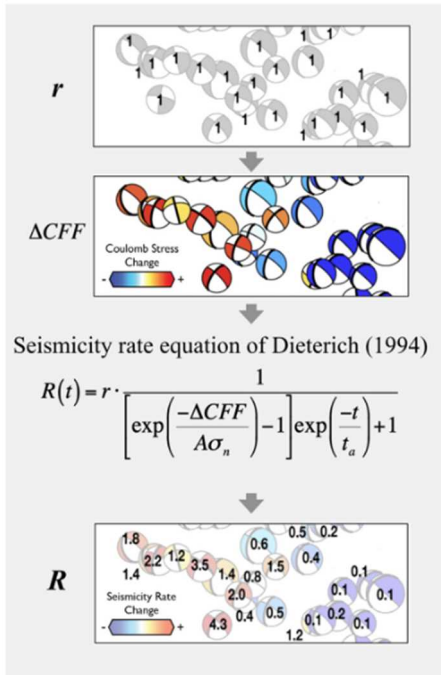 r
1 1 1
1 1 1 1 1
1 1 1 1
1 1 1 1 1
1 1 1 1
ΔCFF
Coulomb Stress
Change
- +
Seismicity rate equation of Dieterich (1994)
R(t) = r · 1 / [exp(-ΔCFF / Aσn) - 1] exp(-t / ta) + 1
R
1.8 0.5 0.2
2.2 1.2 0.6 0.4
1.4 3.5 1.4 0.8 1.5 0.1
2.0 0.1 0.1
Seismicity Rate
Change
- +
4.3 0.4 0.5 0.1 0.2 0.1
1.2